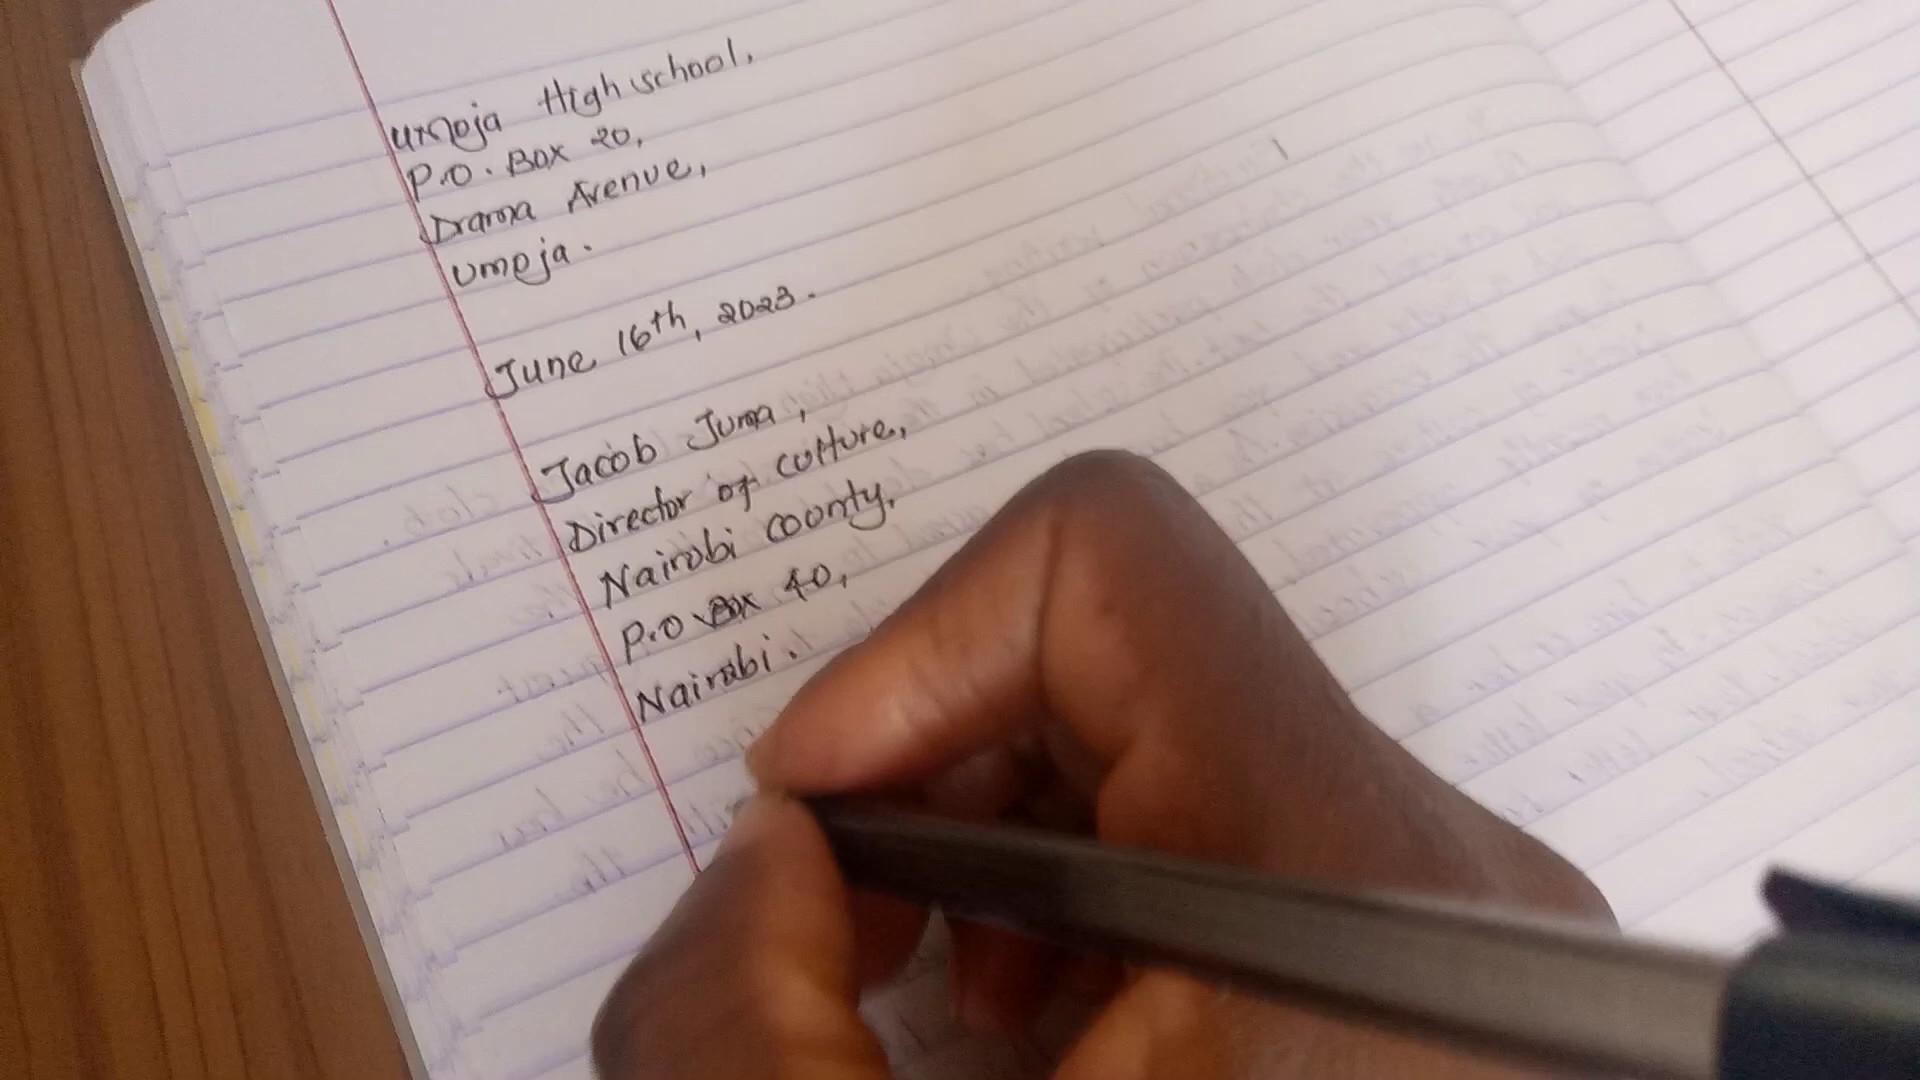 Umoja High school,
P.O. Box 20,
Drama Avenue,
Umoja.
June 16th, 2023.
Jacob Juma,
Director of culture,
Nairobi county,
P.O Box 40,
Nairobi.